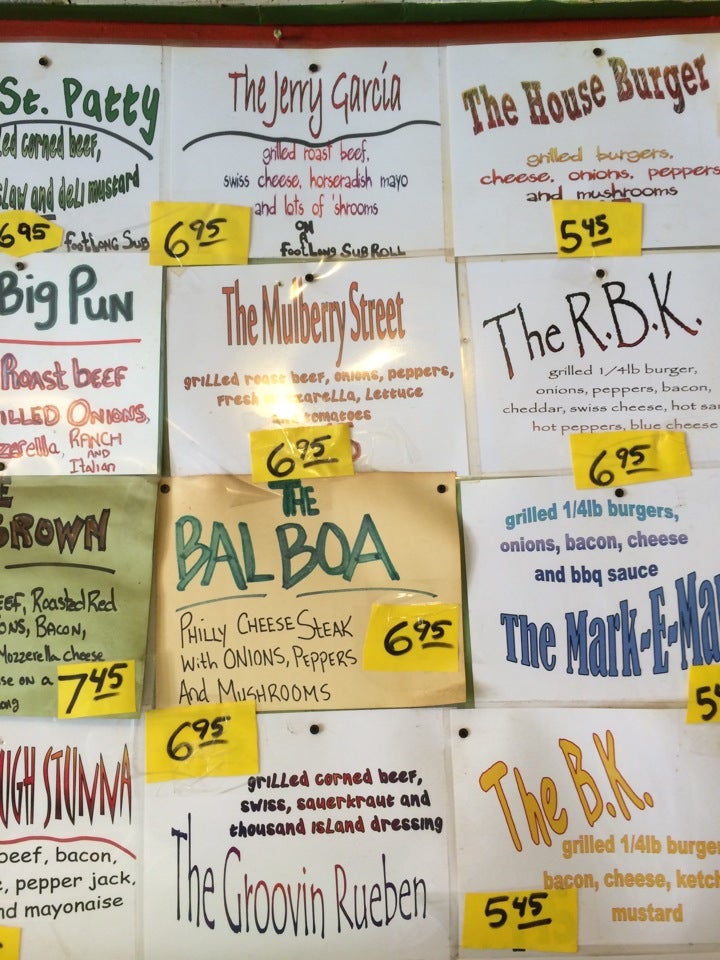 St. Patty
led corned beef,
slaw and deli mustard
6.95
footlong Sub
The Jerry Garcia
grilled roast beef,
swiss cheese, horseradish mayo
and lots of 'shrooms
on
footlong Sub Roll
6.95
The House Burger
grilled burgers,
cheese, onions, peppers
and mushrooms
5.45
Big Pun
Roast beef
illed Onions,
zzerella, Ranch
and
Italian
The Mulberry Street
grilled roast beef, onions, peppers,
fresh mozzarella, lettuce
and tomatoes
6.95
The R.B.K.
grilled 1/4lb burger,
onions, peppers, bacon,
cheddar, swiss cheese, hot sau
hot peppers, blue cheese
6.95
Brown
eef, Roasted Red
ons, Bacon,
Mozzerella cheese
se on a
ong
7.45
The
Balboa
Philly Cheese Steak
with Onions, Peppers
And Mushrooms
6.95
grilled 1/4lb burgers,
onions, bacon, cheese
and bbq sauce
The Mark-E-Ma
5
ugh Stunna
beef, bacon,
e, pepper jack,
nd mayonaise
6.95
grilled corned beef,
swiss, sauerkraut and
thousand island dressing
The Groovin Rueben
The B.K.
grilled 1/4lb burge
bacon, cheese, ketch
mustard
5.45